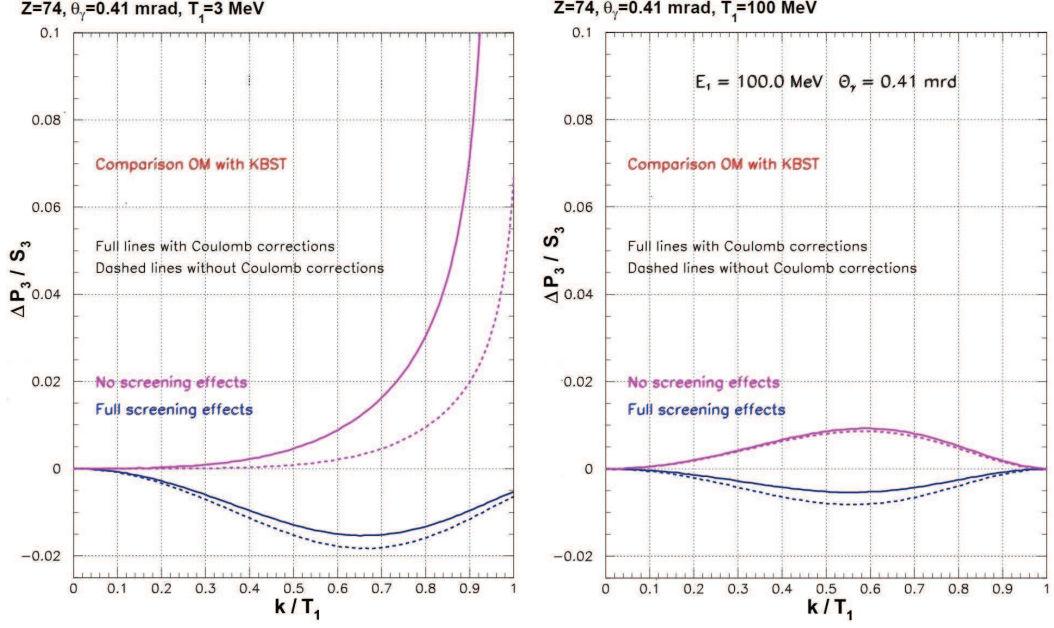 Z=74, θγ=0.41 mrad, T1=3 MeV
0.1
0.08
0.06
0.04
0.02
0
−0.02
ΔP3 / S3
Comparison OM with KBST
Full lines with Coulomb corrections
Dashed lines without Coulomb corrections
No screening effects
Full screening effects
0 0.1 0.2 0.3 0.4 0.5 0.6 0.7 0.8 0.9 1
k / T1
Z=74, θγ=0.41 mrad, T1=100 MeV
0.1
0.08
0.06
0.04
0.02
0
−0.02
ΔP3 / S3
E1 = 100.0 MeV Θγ = 0.41 mrd
Comparison OM with KBST
Full lines with Coulomb corrections
Dashed lines without Coulomb corrections
No screening effects
Full screening effects
0 0.1 0.2 0.3 0.4 0.5 0.6 0.7 0.8 0.9 1
k / T1